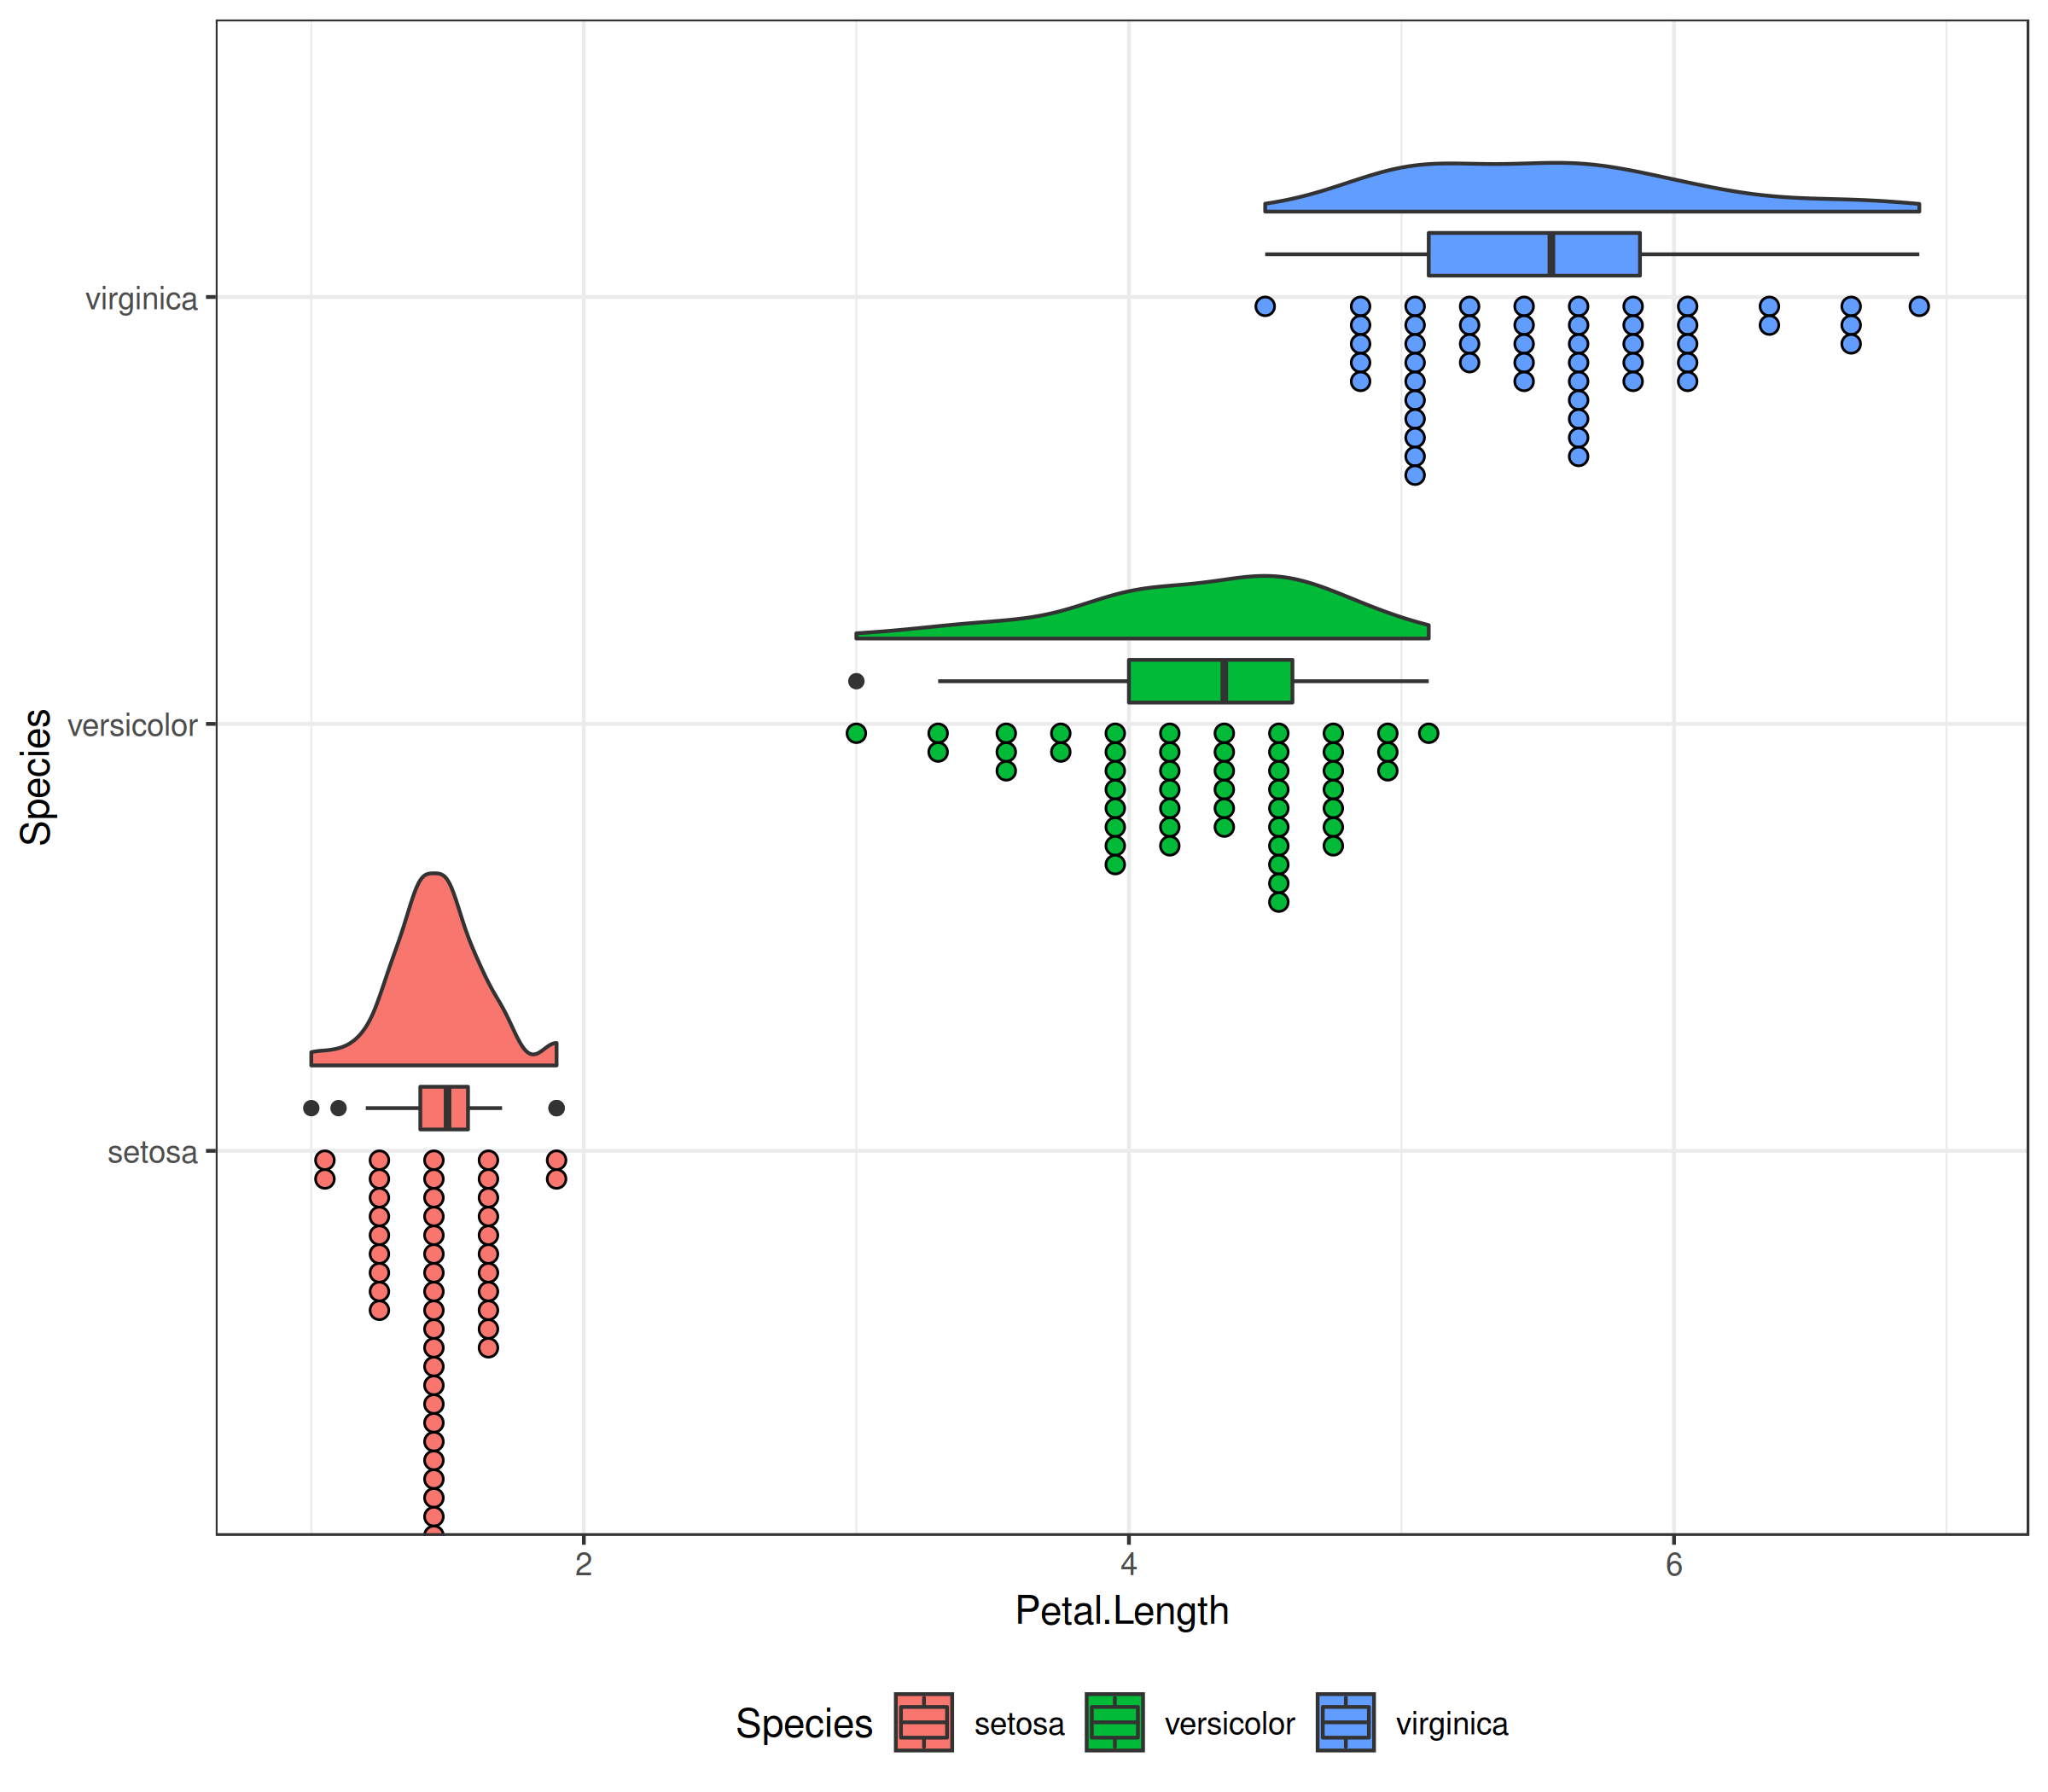 virginica
versicolor
setosa
Species
2 4 6
Petal.Length
Species setosa versicolor virginica